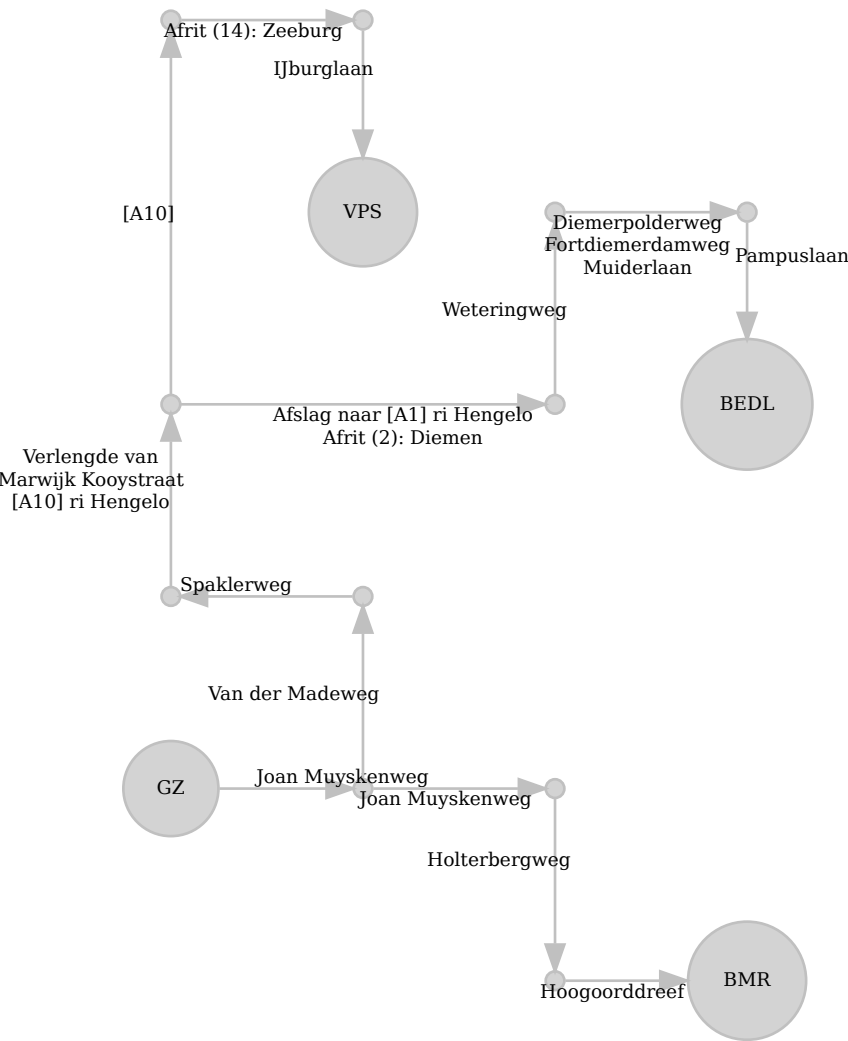 Afrit (14): Zeeburg
IJburglaan
VPS
[A10]
Diemerpolderweg
Fortdiemerdamweg
Muiderlaan
Pampuslaan
Weteringweg
BEDL
Afslag naar [A1] ri Hengelo
Afrit (2): Diemen
Verlengde van
Marwijk Kooystraat
[A10] ri Hengelo
Spaklerweg
Van der Madeweg
GZ
Joan Muyskenweg
Joan Muyskenweg
Holterbergweg
Hoogoorddreef
BMR